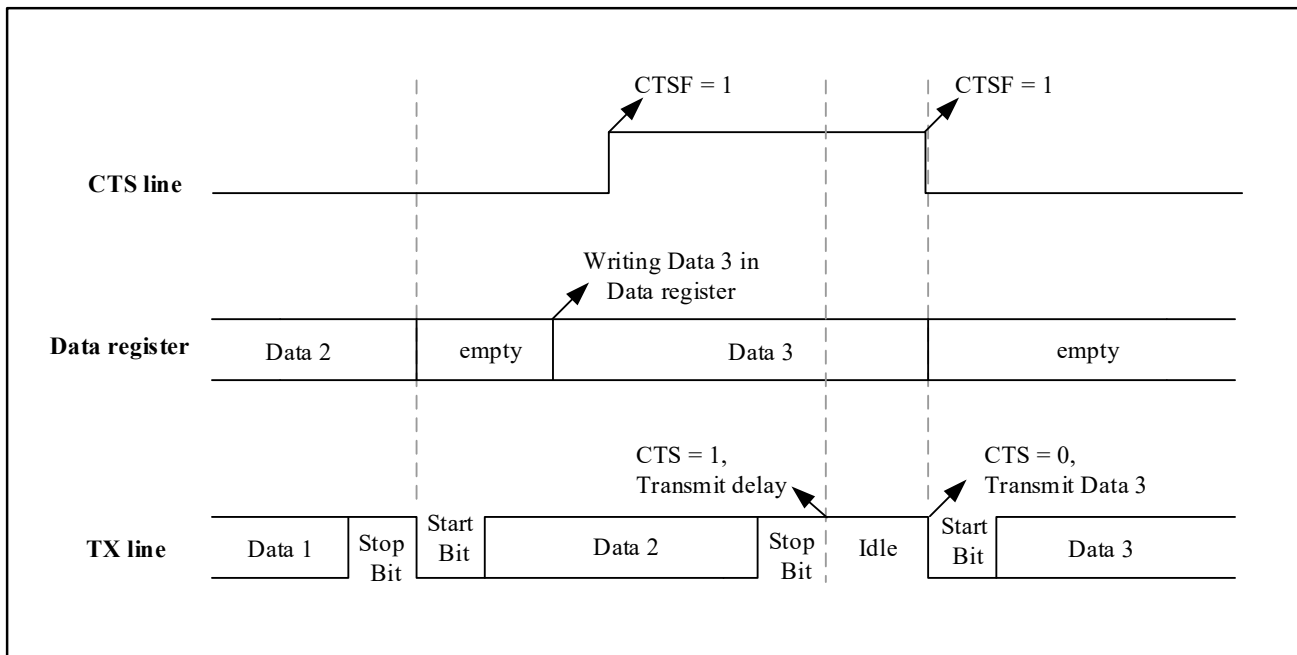 CTSF = 1
CTSF = 1
CTS line
Writing Data 3 in
Data register
Data register
Data 2
empty
Data 3
empty
CTS = 1,
Transmit delay
CTS = 0,
Transmit Data 3
TX line
Data 1
Stop
Bit
Start
Bit
Data 2
Stop
Bit
Idle
Start
Bit
Data 3